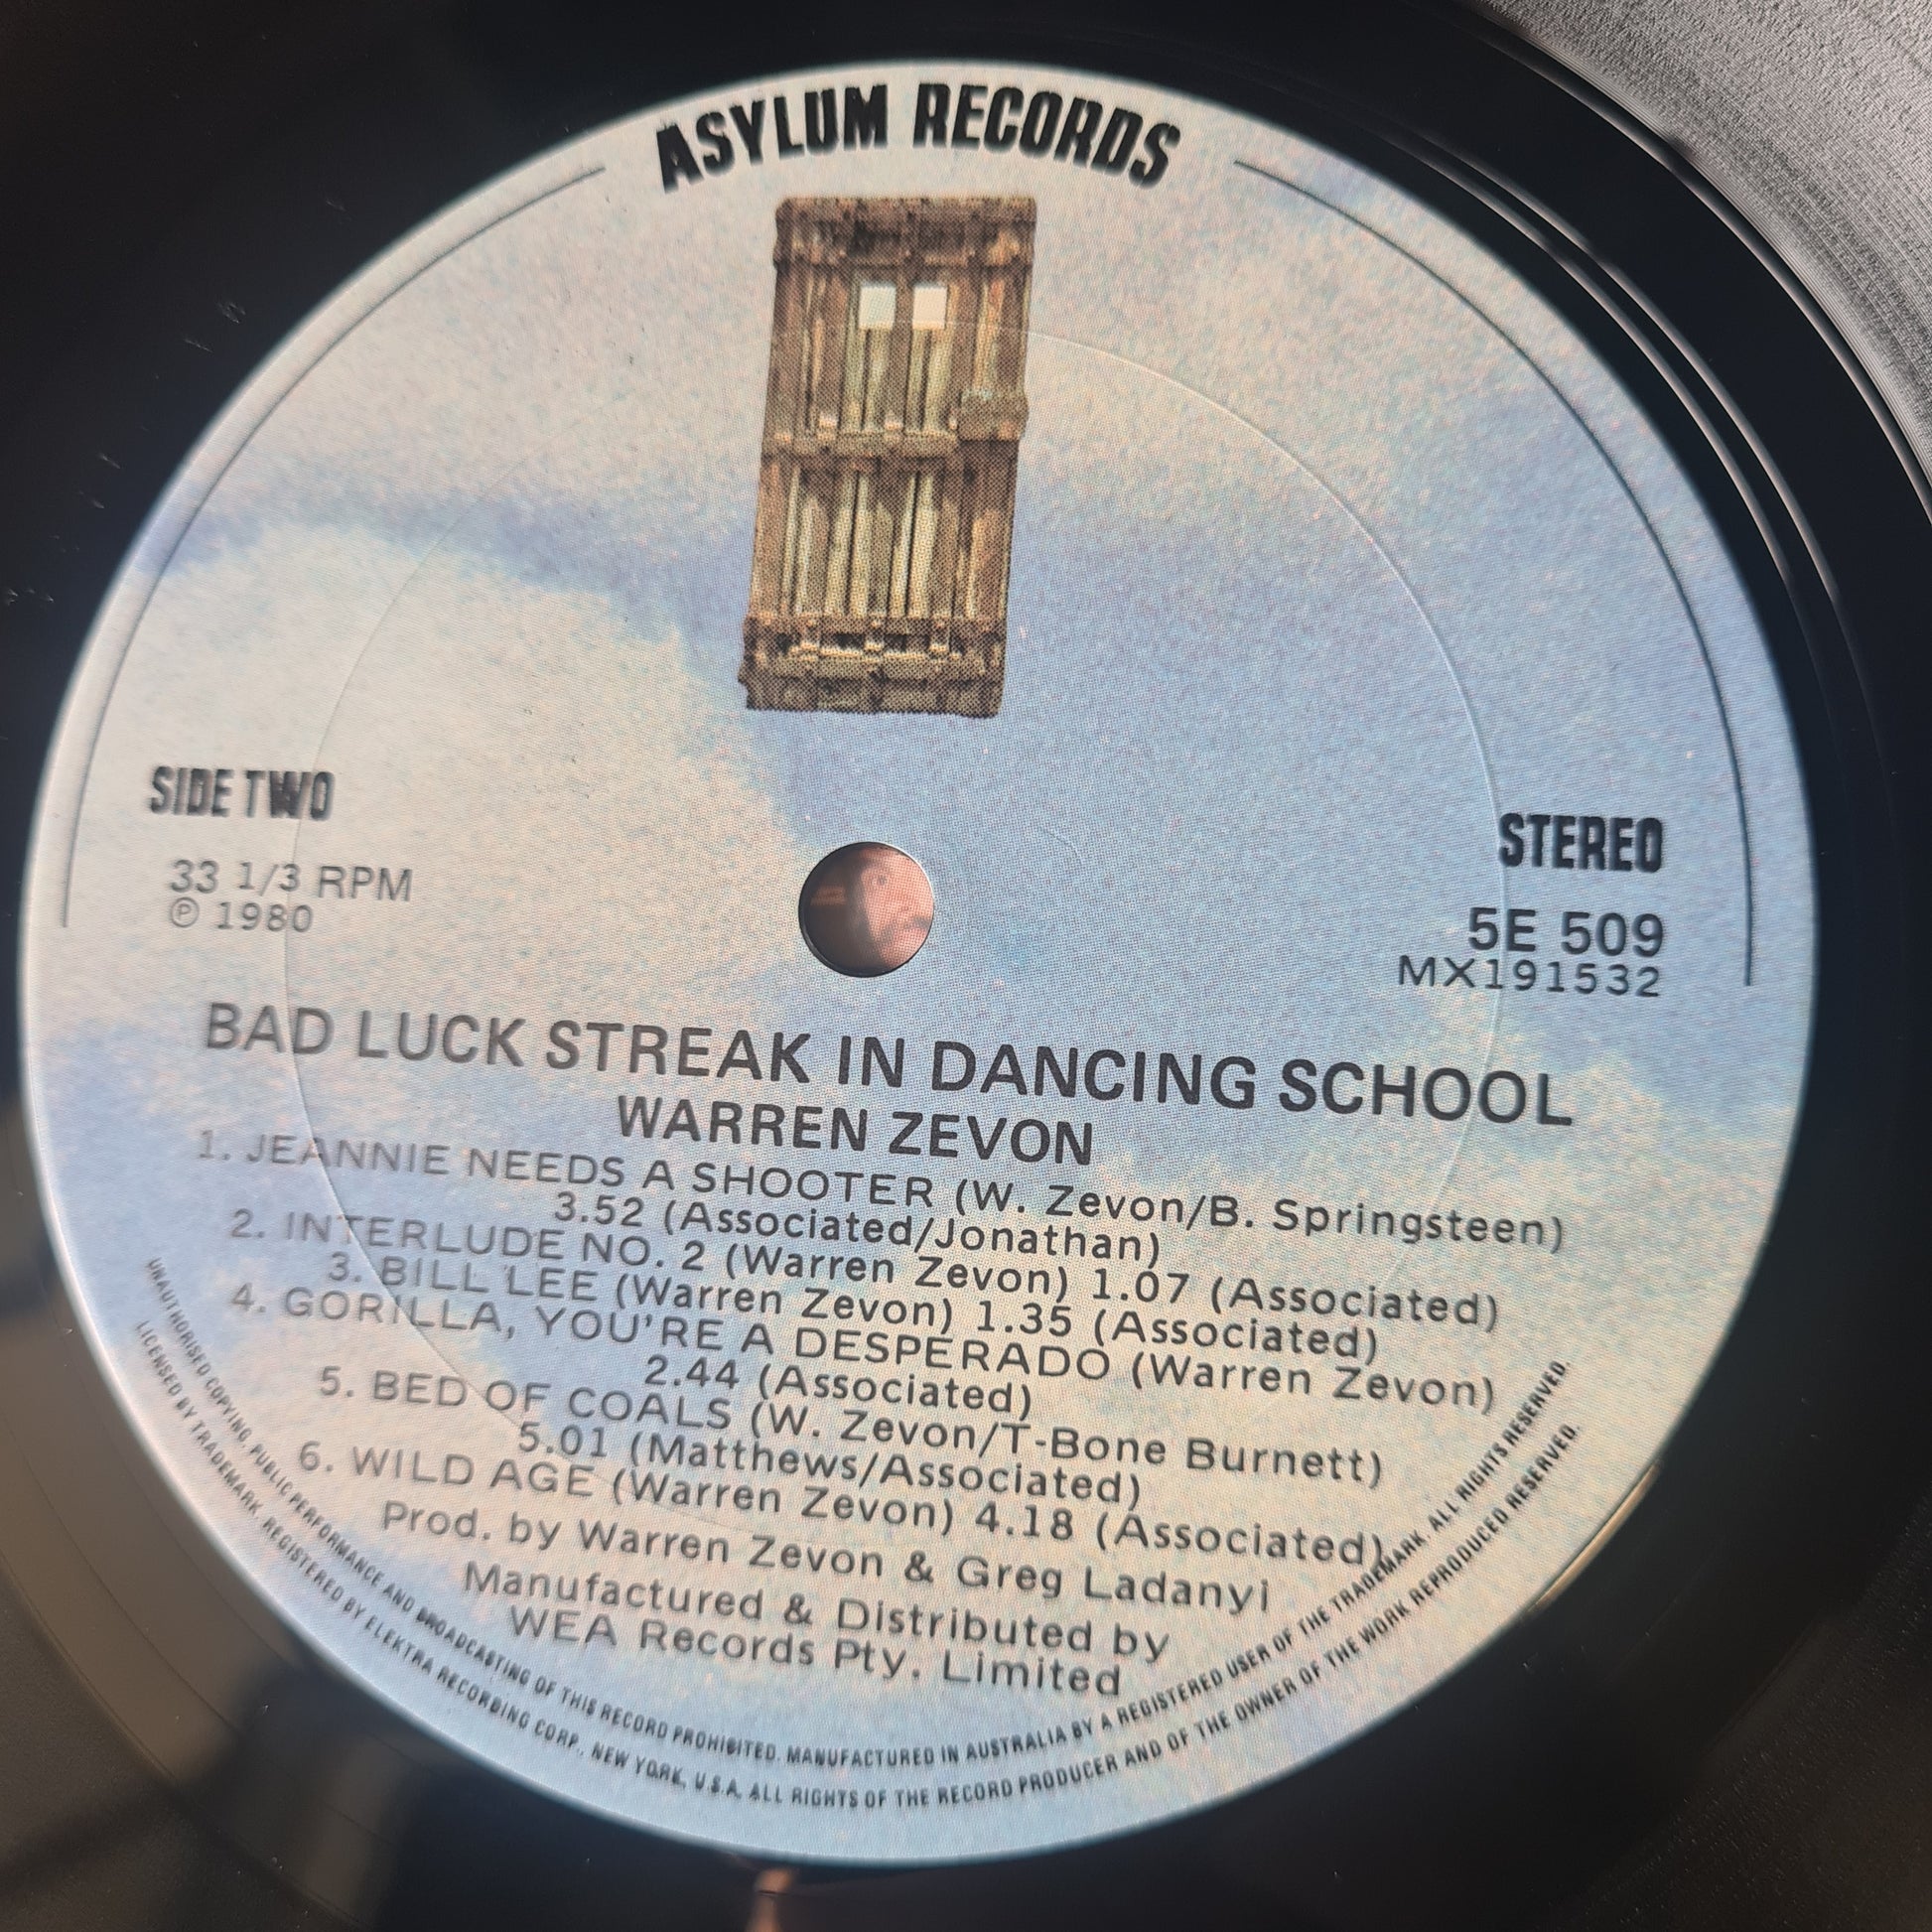 ASYLUM RECORDS
SIDE TWO
33 1/3 RPM
℗ 1980
STEREO
5E 509
MX191532
BAD LUCK STREAK IN DANCING SCHOOL
WARREN ZEVON
1. JEANNIE NEEDS A SHOOTER (W. Zevon/B. Springsteen)
3.52 (Associated/Jonathan)
2. INTERLUDE NO. 2 (Warren Zevon) 1.07 (Associated)
3. BILL LEE (Warren Zevon) 1.35 (Associated)
4. GORILLA, YOU'RE A DESPERADO (Warren Zevon)
2.44 (Associated)
5. BED OF COALS (W. Zevon/T-Bone Burnett)
5.01 (Matthews/Associated)
6. WILD AGE (Warren Zevon) 4.18 (Associated)
Prod. by Warren Zevon & Greg Ladanyi
Manufactured & Distributed by
WEA Records Pty. Limited
UNAUTHORISED COPYING, PUBLIC PERFORMANCE AND BROADCASTING OF THIS RECORD PROHIBITED. MANUFACTURED IN AUSTRALIA BY A REGISTERED USER OF THE TRADEMARK. ALL RIGHTS RESERVED.
LICENSED BY TRADEMARK. REGISTERED BY ELEKTRA RECORDING CORP., NEW YORK, U.S.A. ALL RIGHTS OF THE RECORD PRODUCER AND OF THE OWNER OF THE WORK REPRODUCED RESERVED.